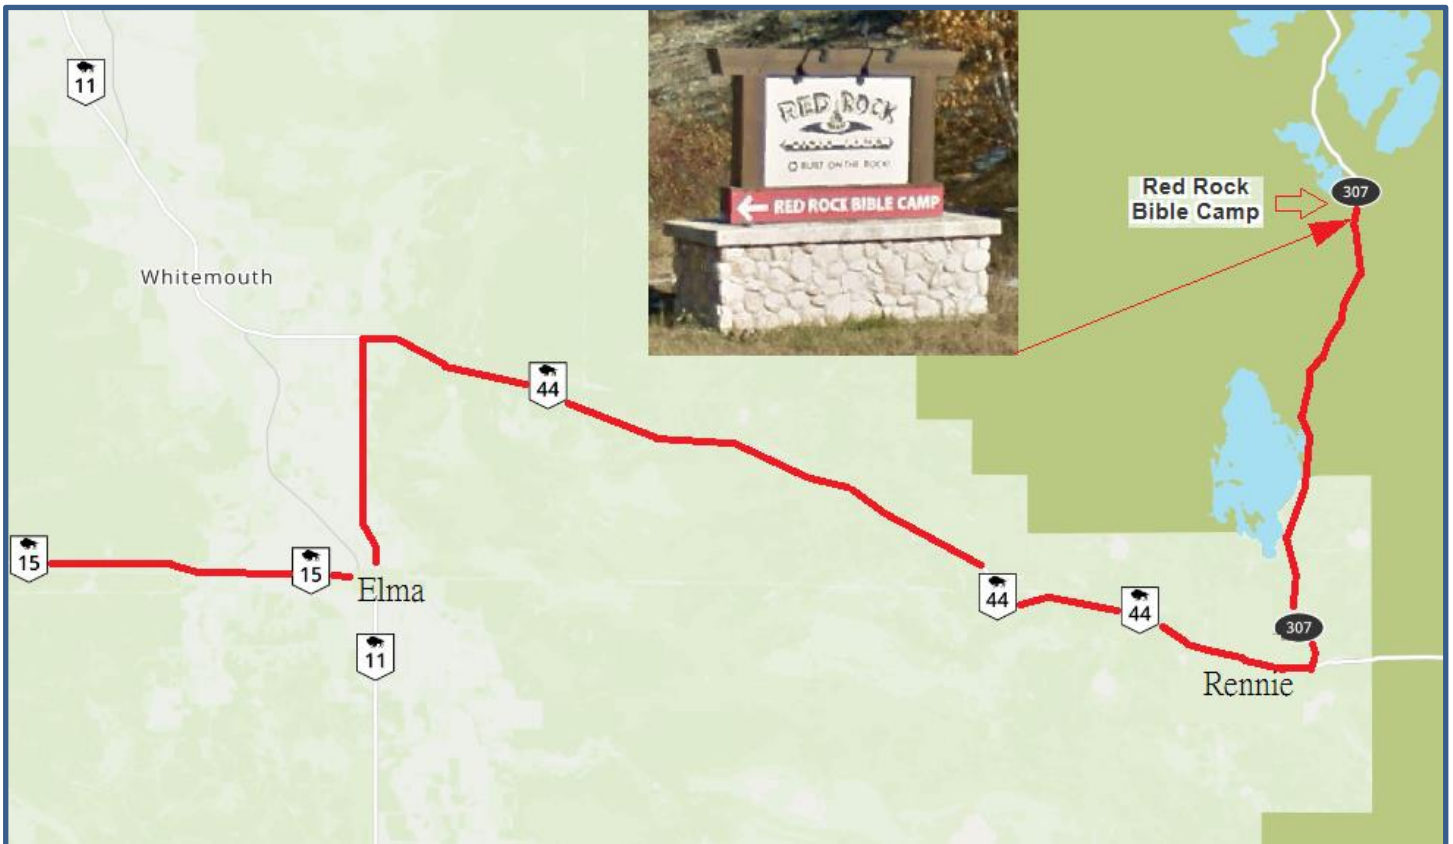 11
RED ROCK
BUILT ON THE ROCK!
RED ROCK BIBLE CAMP
Red Rock
Bible Camp
307
Whitemouth
44
15
15
Elma
11
44
44
307
Rennie